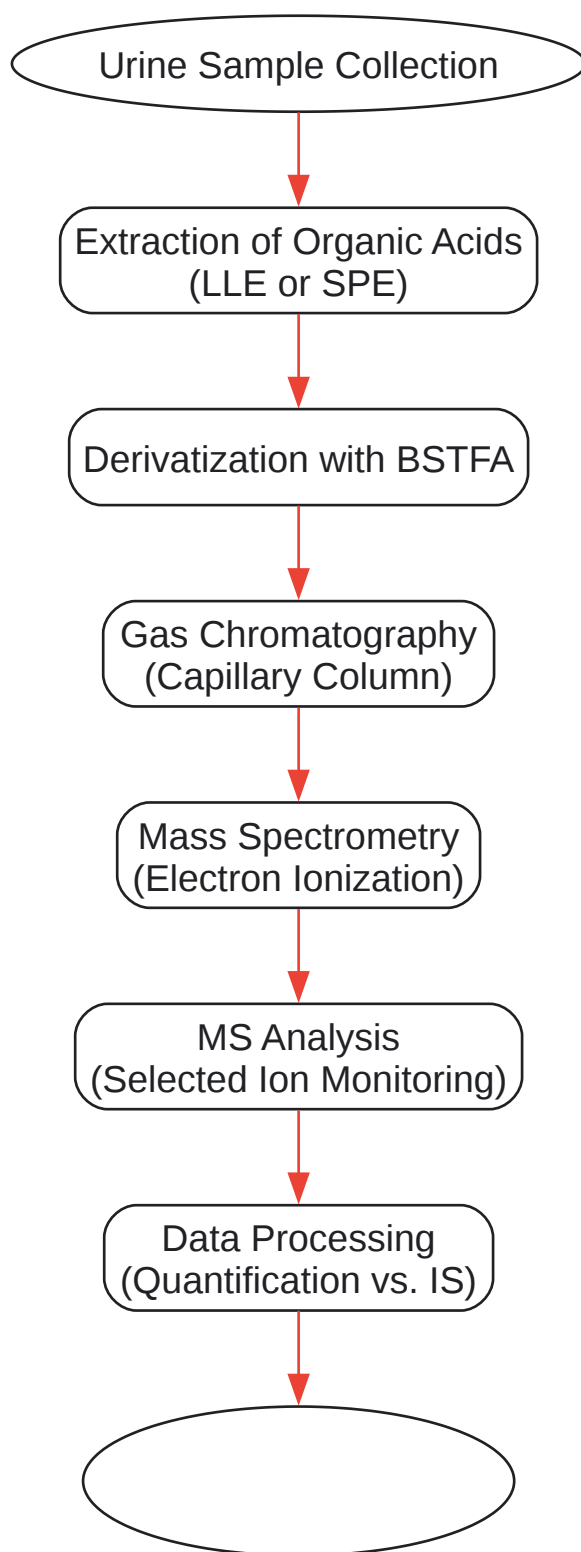 Urine Sample Collection
Extraction of Organic Acids
(LLE or SPE)
Derivatization with BSTFA
Gas Chromatography
(Capillary Column)
Mass Spectrometry
(Electron Ionization)
MS Analysis
(Selected Ion Monitoring)
Data Processing
(Quantification vs. IS)